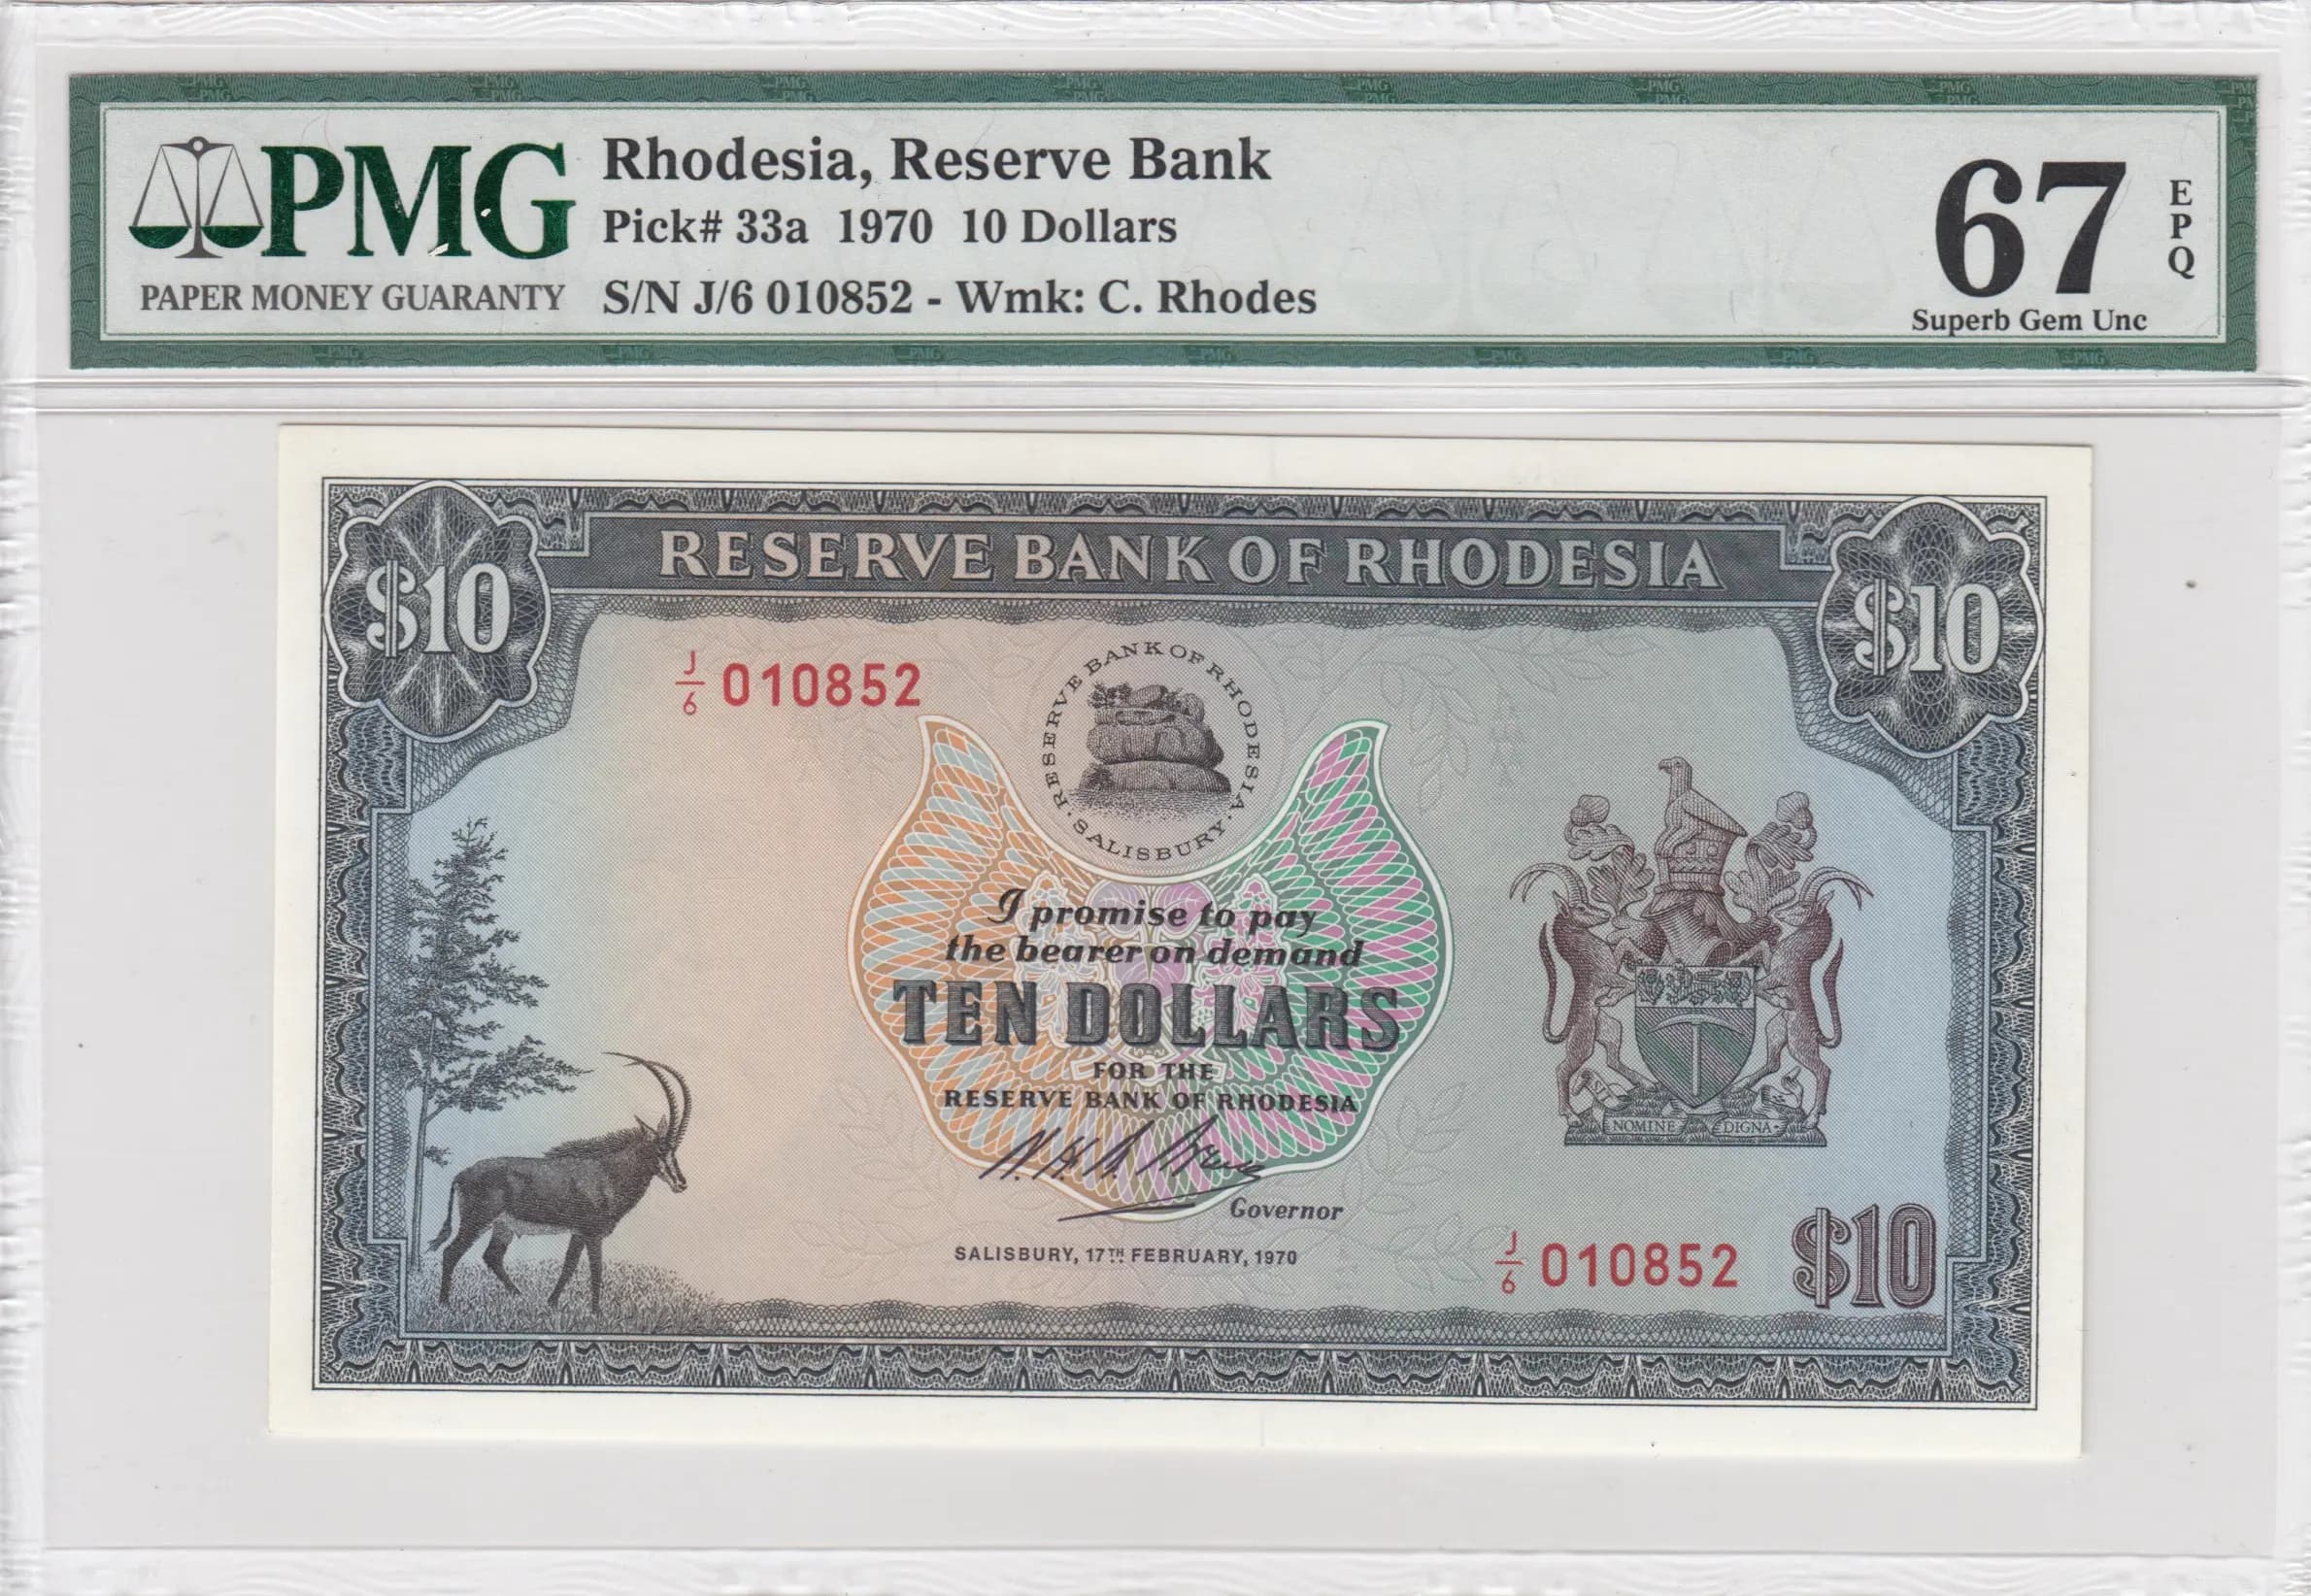 PMG
PAPER MONEY GUARANTY
Rhodesia, Reserve Bank
Pick# 33a 1970 10 Dollars
S/N J/6 010852 - Wmk: C. Rhodes
67
EPQ
Superb Gem Unc
$10
RESERVE BANK OF RHODESIA
$10
J/6 010852
RESERVE BANK OF RHODESIA · SALISBURY ·
I promise to pay
the bearer on demand
TEN DOLLARS
FOR THE
RESERVE BANK OF RHODESIA
Governor
SALISBURY, 17TH FEBRUARY, 1970
NOMINE DIGNA
J/6 010852
$10